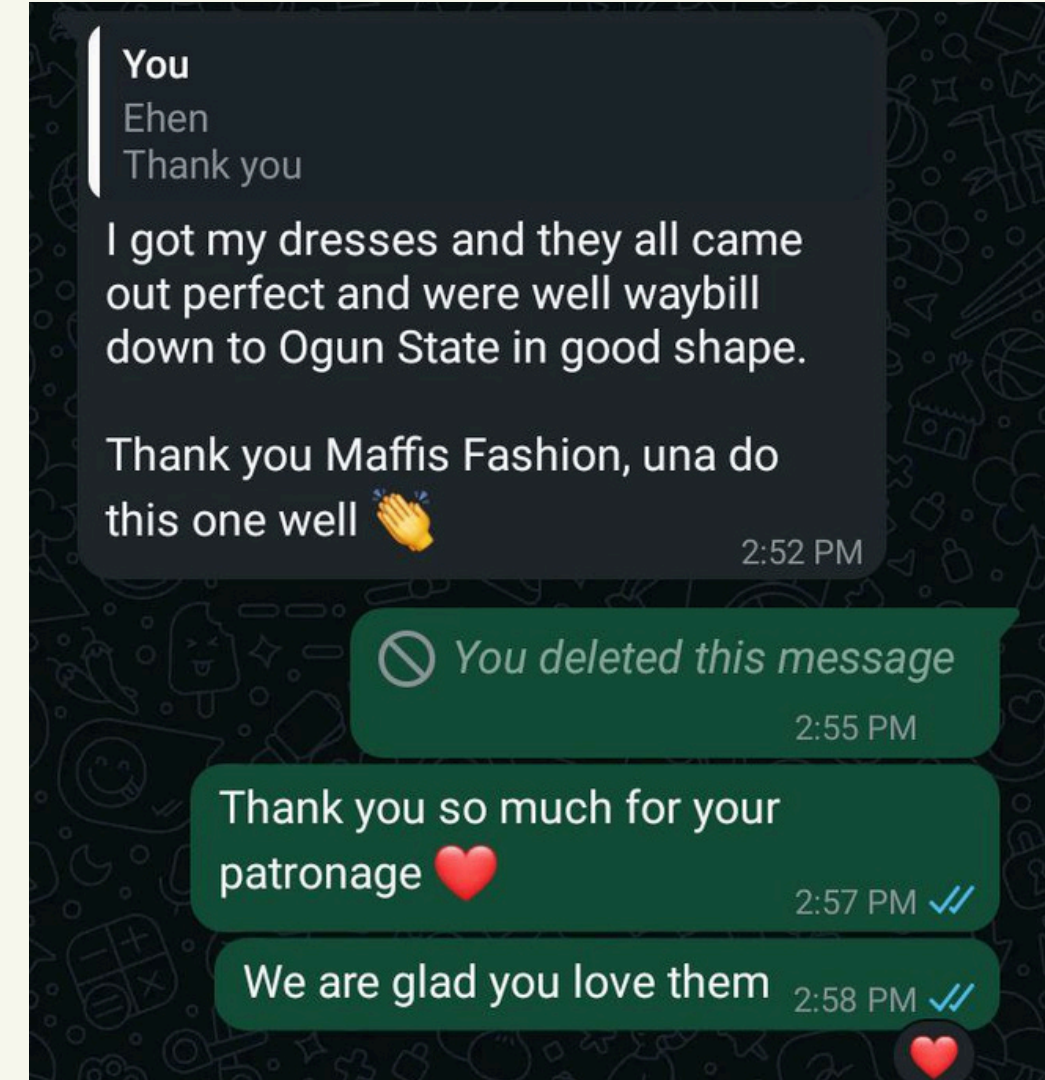 You
Ehen
Thank you
I got my dresses and they all came
out perfect and were well waybill
down to Ogun State in good shape.
Thank you Maffis Fashion, una do
this one well 👏
2:52 PM
You deleted this message
2:55 PM
Thank you so much for your
patronage ❤️
2:57 PM
We are glad you love them 2:58 PM